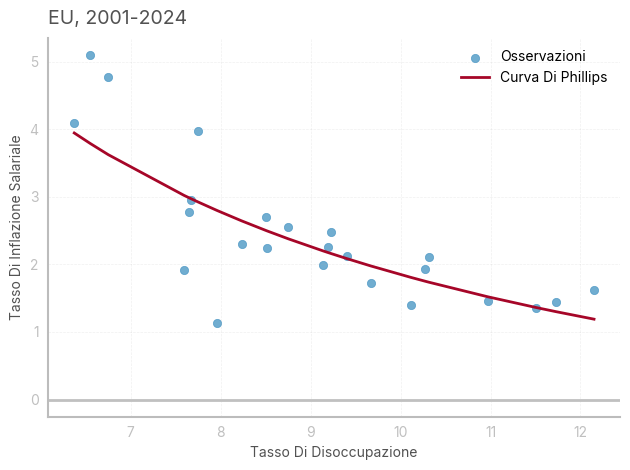 EU, 2001-2024
Osservazioni
Curva Di Phillips
5
4
3
2
1
0
Tasso Di Inflazione Salariale
7 8 9 10 11 12
Tasso Di Disoccupazione